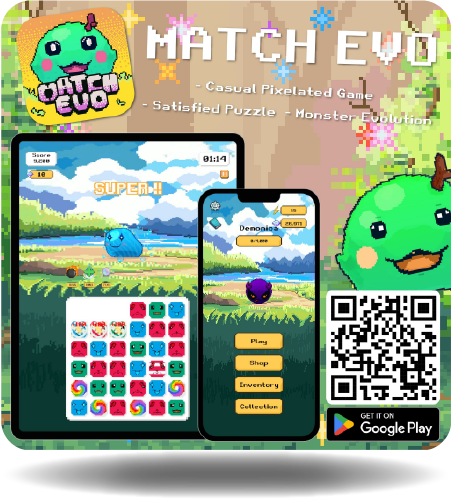 MATCH EVO
MATCH
EVO
- Casual Pixelated Game
- Satisfied Puzzle - Monster Evolution
Score
01:14
SUPER !!
Demonica
Play
Shop
Inventory
Collection
GET IT ON
Google Play